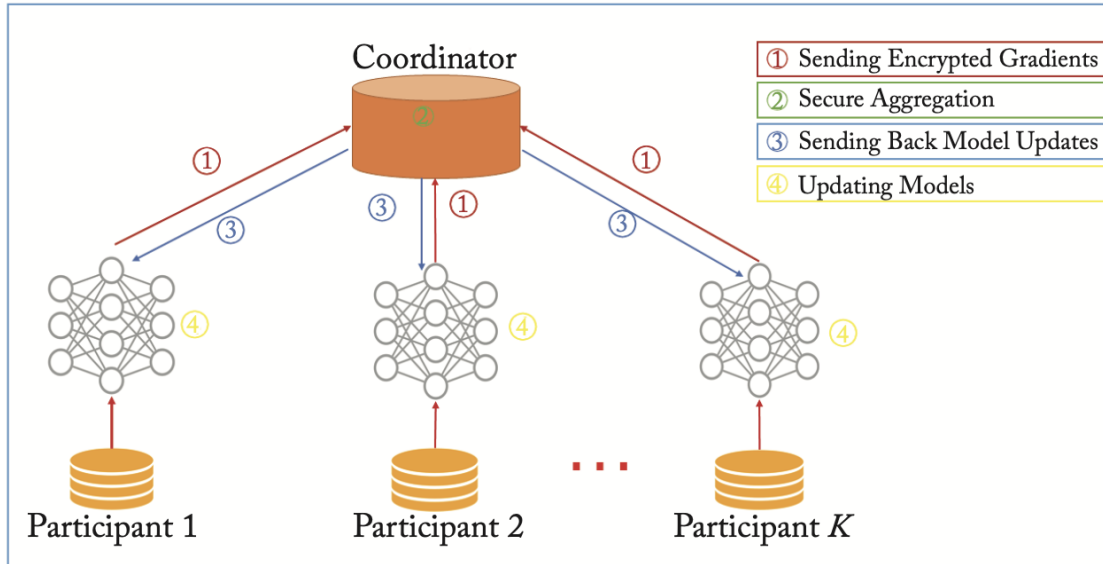 Coordinator
① Sending Encrypted Gradients
② Secure Aggregation
③ Sending Back Model Updates
④ Updating Models
②
①
③
③
①
①
③
④
④
④
Participant 1
Participant 2
...
Participant K